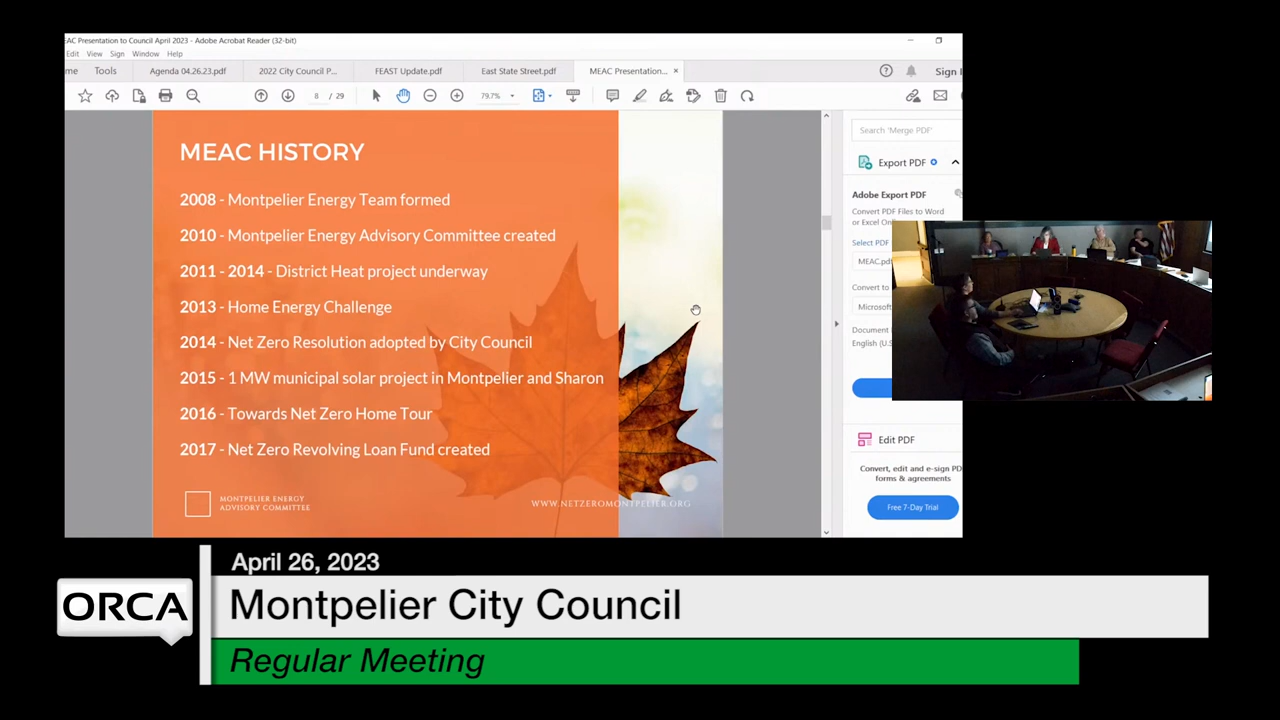 EAC Presentation to Council April 2023 - Adobe Acrobat Reader (32-bit)
Edit View Sign Window Help
me Tools Agenda 04.26.23.pdf 2022 City Council P... FEAST Update.pdf East State Street.pdf MEAC Presentation... × Sign I
8 / 29 79.7%
MEAC HISTORY
2008 - Montpelier Energy Team formed
2010 - Montpelier Energy Advisory Committee created
2011 - 2014 - District Heat project underway
2013 - Home Energy Challenge
2014 - Net Zero Resolution adopted by City Council
2015 - 1 MW municipal solar project in Montpelier and Sharon
2016 - Towards Net Zero Home Tour
2017 - Net Zero Revolving Loan Fund created
MONTPELIER ENERGY
ADVISORY COMMITTEE
WWW.NETZEROMONTPELIER.ORG
Search 'Merge PDF'
Export PDF
Adobe Export PDF
Convert PDF Files to Word
or Excel Onl
Select PDF
MEAC.pdf
Convert to
Microsoft
Document
English (U.S
Edit PDF
Convert, edit and e-sign PD
forms & agreements
Free 7-Day Trial
April 26, 2023
ORCA
Montpelier City Council
Regular Meeting